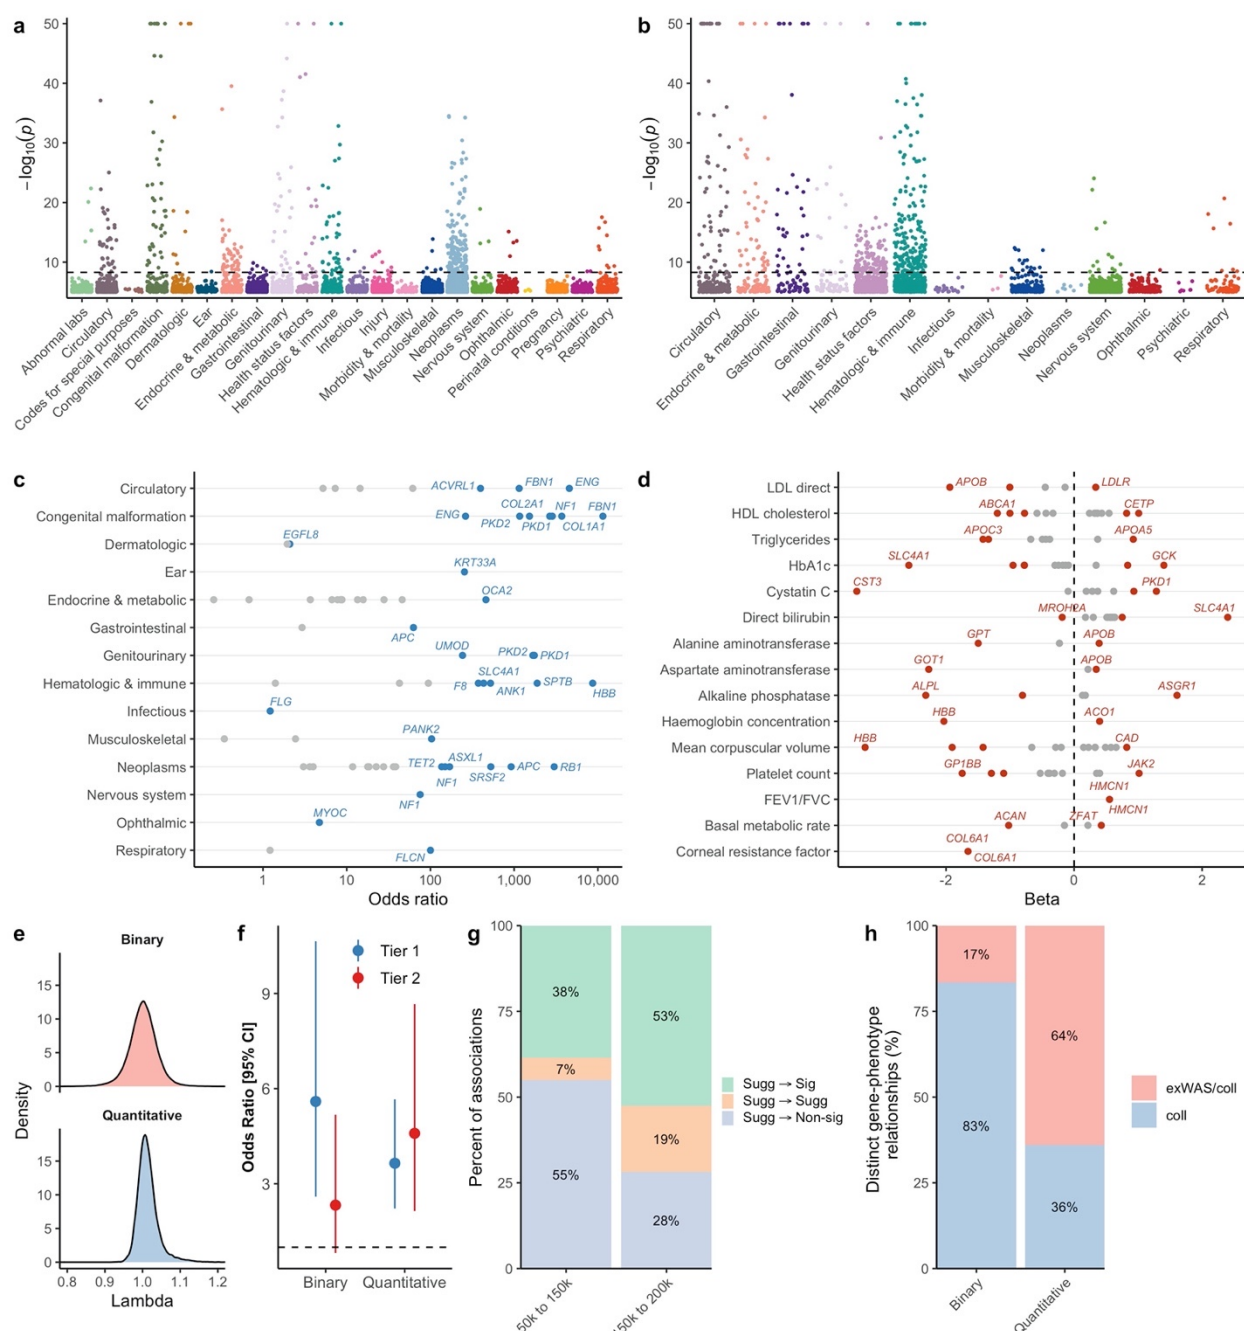 a
50
40
30
20
10
−log10(p)
Abnormal labs
Circulatory
Codes for special purposes
Congenital malformation
Dermatologic
Ear
Endocrine & metabolic
Gastrointestinal
Genitourinary
Health status factors
Hematologic & immune
Infectious
Injury
Morbidity & mortality
Musculoskeletal
Neoplasms
Nervous system
Ophthalmic
Perinatal conditions
Pregnancy
Psychiatric
Respiratory
b
50
40
30
20
10
−log10(p)
Circulatory
Endocrine & metabolic
Gastrointestinal
Genitourinary
Health status factors
Hematologic & immune
Infectious
Morbidity & mortality
Musculoskeletal
Neoplasms
Nervous system
Ophthalmic
Psychiatric
Respiratory
c
Circulatory
ACVRL1 FBN1 ENG
Congenital malformation
COL2A1 NF1 FBN1
ENG PKD2 PKD1 COL1A1
Dermatologic
EGFL8
Ear
KRT33A
Endocrine & metabolic
OCA2
Gastrointestinal
APC
Genitourinary
UMOD PKD2 PKD1
Hematologic & immune
SLC4A1
F8 ANK1 SPTB HBB
Infectious
FLG
Musculoskeletal
PANK2
Neoplasms
TET2 ASXL1
NF1 SRSF2 APC RB1
Nervous system
NF1
Ophthalmic
MYOC
Respiratory
FLCN
1 10 100 1,000 10,000
Odds ratio
d
LDL direct
APOB LDLR
HDL cholesterol
ABCA1 CETP
Triglycerides
APOC3 APOA5
HbA1c
SLC4A1 GCK
Cystatin C
CST3 PKD1
Direct bilirubin
MROH2A SLC4A1
Alanine aminotransferase
GPT APOB
Aspartate aminotransferase
GOT1 APOB
Alkaline phosphatase
ALPL ASGR1
Haemoglobin concentration
HBB ACO1
Mean corpuscular volume
HBB CAD
Platelet count
GP1BB JAK2
FEV1/FVC
HMCN1
HMCN1
Basal metabolic rate
ACAN ZFAT
Corneal resistance factor
COL6A1
COL6A1
-2 0 2
Beta
e
Binary
15
10
5
0
Quantitative
15
10
5
0
Density
0.8 0.9 1.0 1.1 1.2
Lambda
f
Odds Ratio [95% CI]
9
6
3
Tier 1
Tier 2
Binary Quantitative
g
Percent of associations
100
75
50
25
0
38%
7%
55%
53%
19%
28%
50k to 150k
150k to 200k
Sugg → Sig
Sugg → Sugg
Sugg → Non-sig
h
Distinct gene-phenotype
relationships (%)
100
75
50
25
0
17%
83%
64%
36%
Binary
Quantitative
exWAS/coll
coll